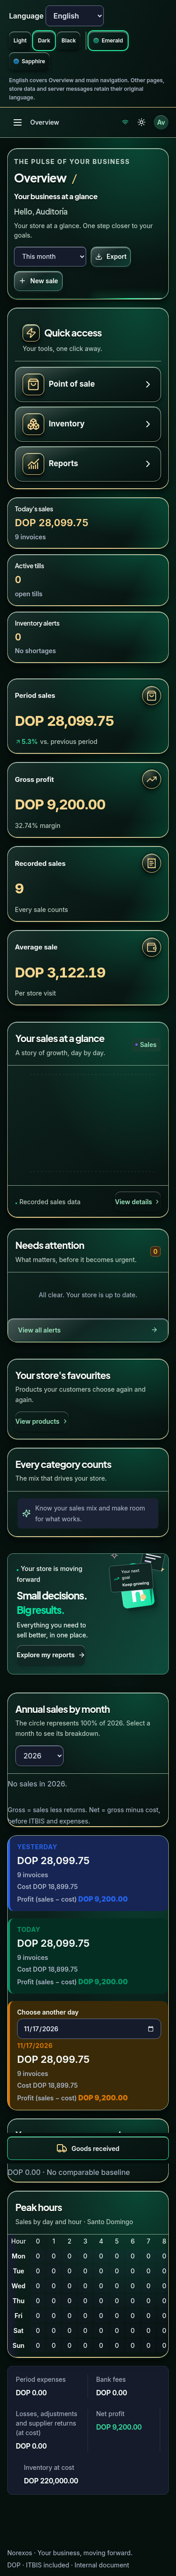 Language English
Light Dark Black Emerald
Sapphire
English covers Overview and main navigation. Other pages,
store data and server messages retain their original
language.
Overview Av
THE PULSE OF YOUR BUSINESS
Overview /
Your business at a glance
Hello, Auditoría
Your store at a glance. One step closer to your
goals.
This month Export
New sale
Quick access
Your tools, one click away.
Point of sale
Inventory
Reports
Today's sales
DOP 28,099.75
9 invoices
Active tills
0
open tills
Inventory alerts
0
No shortages
Period sales
DOP 28,099.75
5.3% vs. previous period
Gross profit
DOP 9,200.00
32.74% margin
Recorded sales
9
Every sale counts
Average sale
DOP 3,122.19
Per store visit
Your sales at a glance
A story of growth, day by day.
Sales
Recorded sales data View details
Needs attention
What matters, before it becomes urgent.
0
All clear. Your store is up to date.
View all alerts
Your store's favourites
Products your customers choose again and
again.
View products
Every category counts
The mix that drives your store.
Know your sales mix and make room
for what works.
Your store is moving
forward
Small decisions.
Big results.
Everything you need to
sell better, in one place.
Explore my reports
Your next
goal
Keep growing
Annual sales by month
The circle represents 100% of 2026. Select a
month to see its breakdown.
2026
No sales in 2026.
Gross = sales less returns. Net = gross minus cost,
before ITBIS and expenses.
YESTERDAY
DOP 28,099.75
9 invoices
Cost DOP 18,899.75
Profit (sales − cost) DOP 9,200.00
TODAY
DOP 28,099.75
9 invoices
Cost DOP 18,899.75
Profit (sales − cost) DOP 9,200.00
Choose another day
11/17/2026
11/17/2026
DOP 28,099.75
9 invoices
Cost DOP 18,899.75
Profit (sales − cost) DOP 9,200.00
Goods received
DOP 0.00 · No comparable baseline
Peak hours
Sales by day and hour · Santo Domingo
Hour 0 1 2 3 4 5 6 7 8
Mon 0 0 0 0 0 0 0 0 0
Tue 0 0 0 0 0 0 0 0 0
Wed 0 0 0 0 0 0 0 0 0
Thu 0 0 0 0 0 0 0 0 0
Fri 0 0 0 0 0 0 0 0 0
Sat 0 0 0 0 0 0 0 0 0
Sun 0 0 0 0 0 0 0 0 0
Period expenses
DOP 0.00
Bank fees
DOP 0.00
Losses, adjustments
and supplier returns
(at cost)
DOP 0.00
Net profit
DOP 9,200.00
Inventory at cost
DOP 220,000.00
Norexos · Your business, moving forward.
DOP · ITBIS included · Internal document